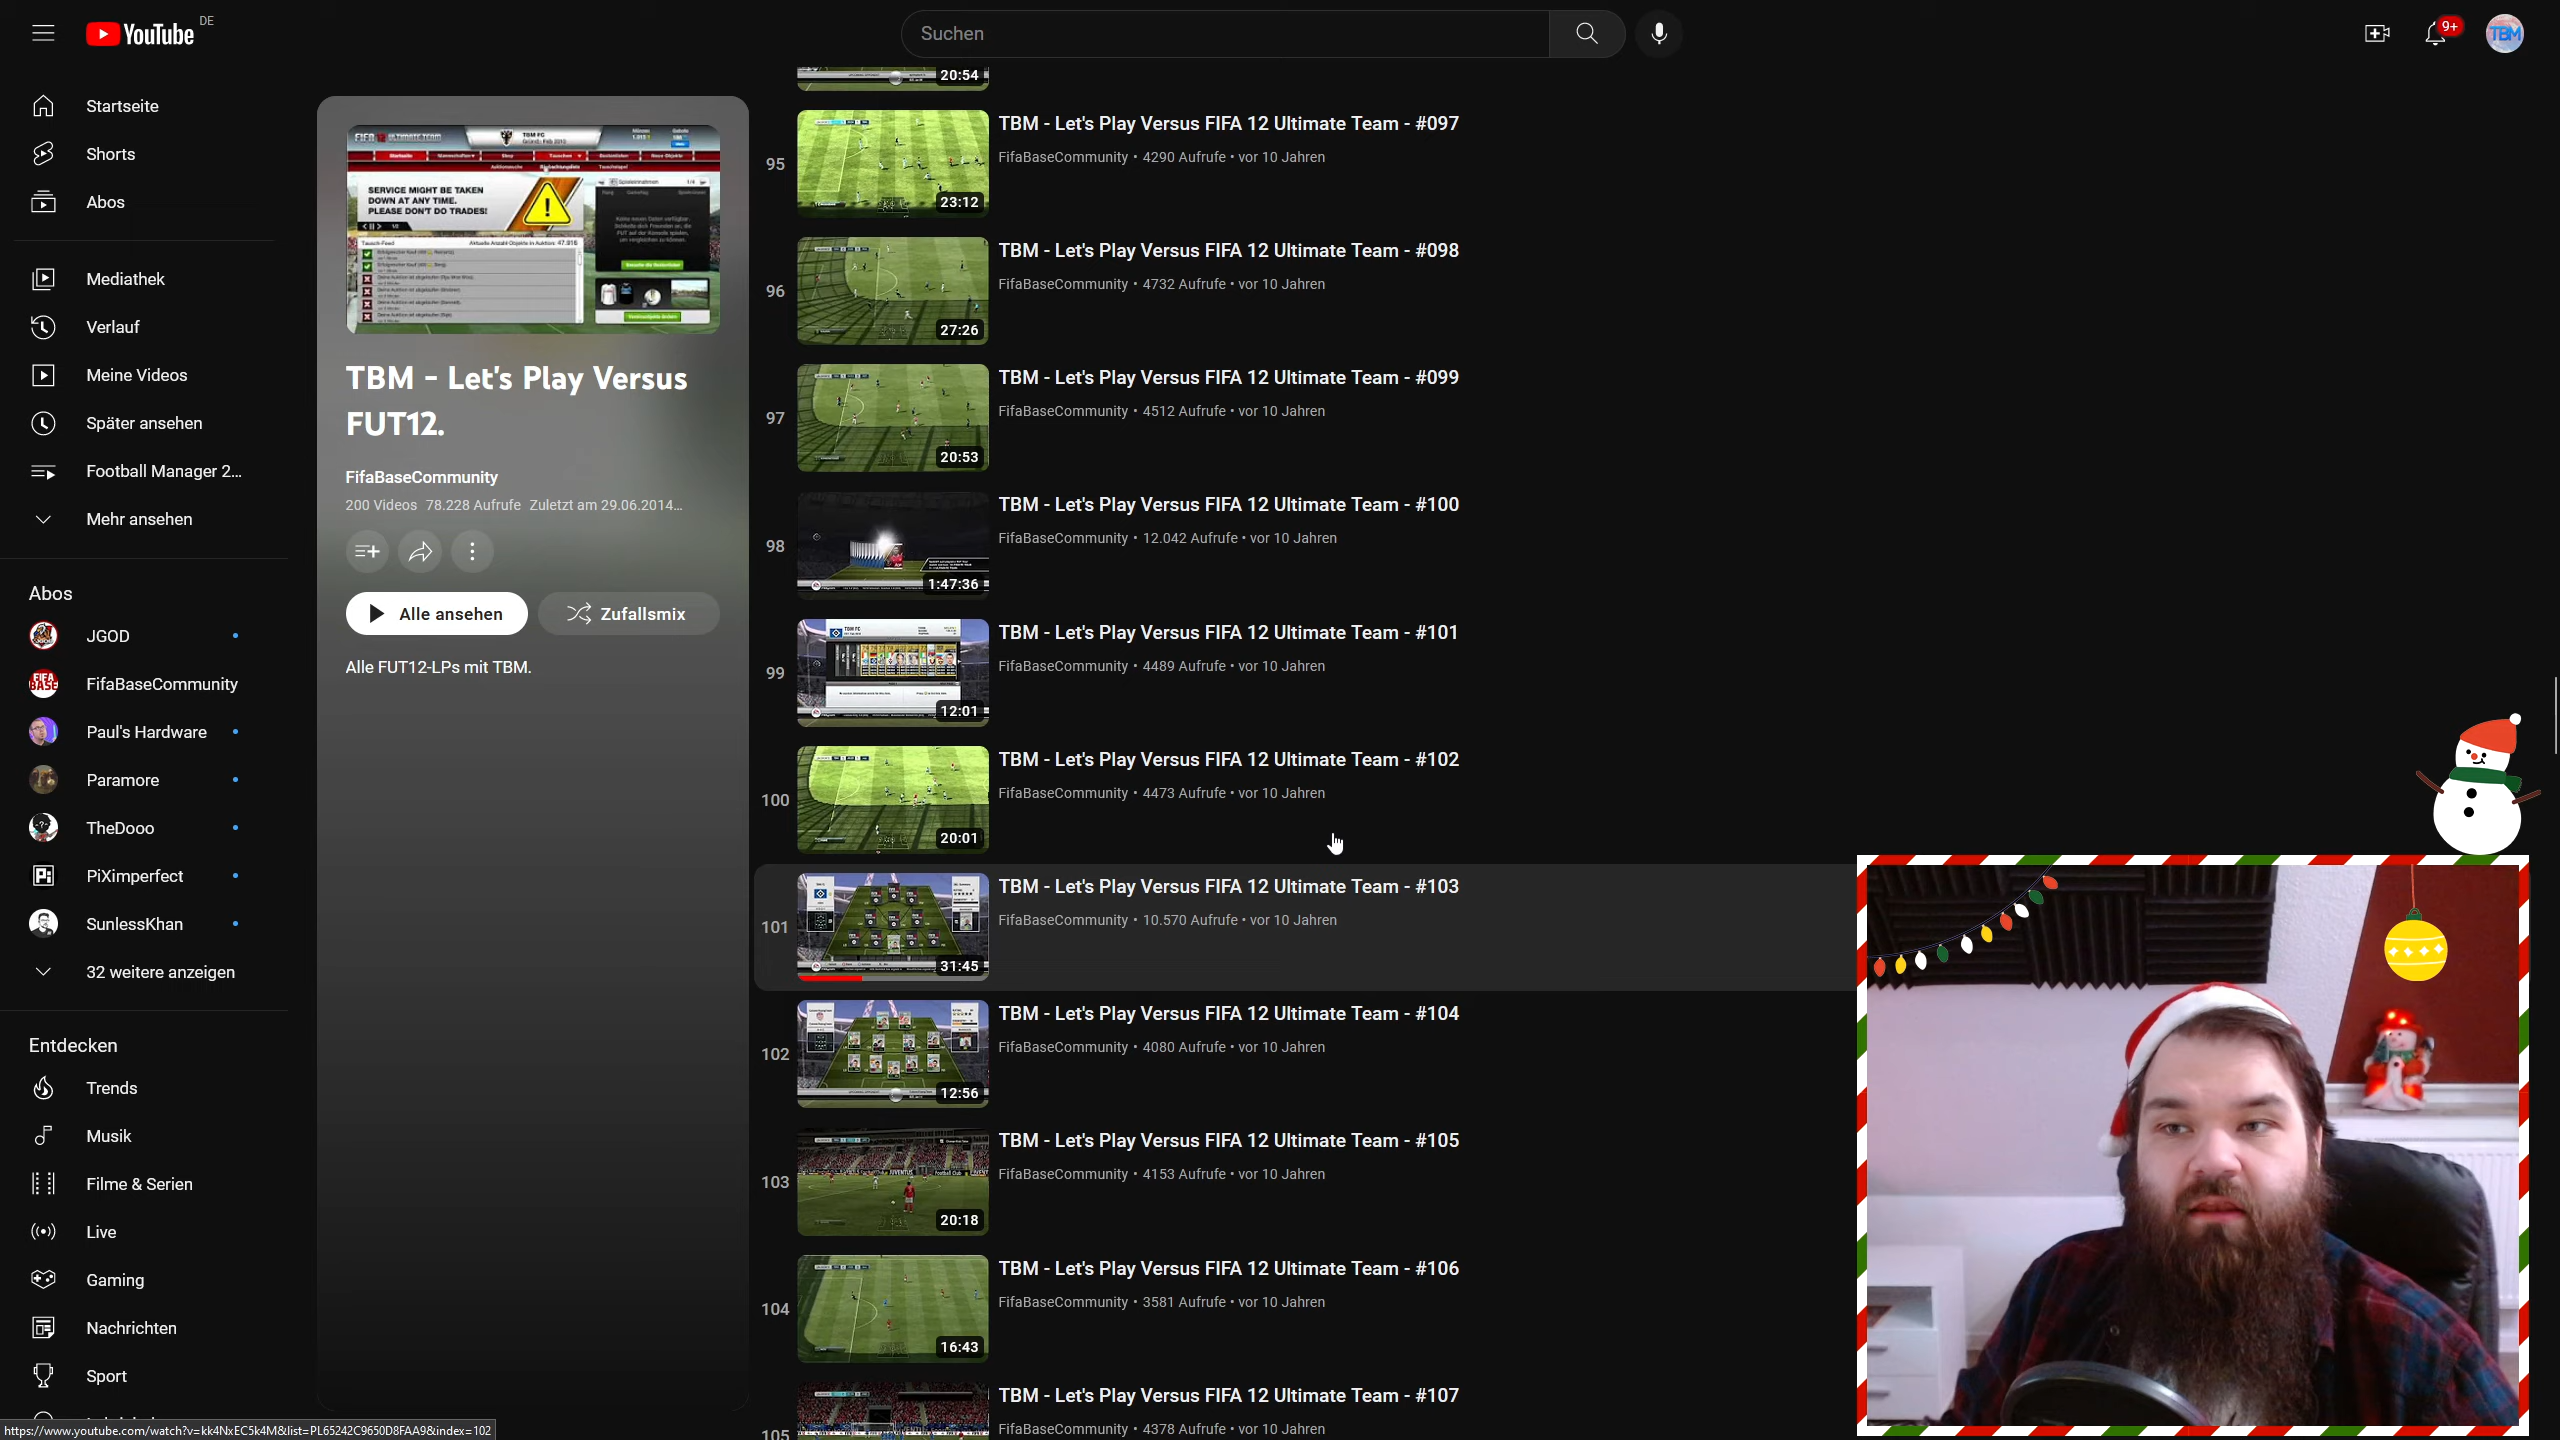 YouTube DE
Suchen
9+
TBM
Startseite
Shorts
Abos
Mediathek
Verlauf
Meine Videos
Später ansehen
Football Manager 2...
Mehr ansehen
Abos
JGOD
FifaBaseCommunity
Paul's Hardware
Paramore
TheDooo
PiXimperfect
SunlessKhan
32 weitere anzeigen
Entdecken
Trends
Musik
Filme & Serien
Live
Gaming
Nachrichten
Sport
https://www.youtube.com/watch?v=kk4NxEC5k4M&list=PL65242C9650D8FAA9&index=102
TBM FC
SERVICE MIGHT BE TAKEN
DOWN AT ANY TIME.
PLEASE DON'T DO TRADES!
TBM - Let's Play Versus
FUT12.
FifaBaseCommunity
200 Videos 78.228 Aufrufe Zuletzt am 29.06.2014...
Alle ansehen
Zufallsmix
Alle FUT12-LPs mit TBM.
20:54
95
23:12
TBM - Let's Play Versus FIFA 12 Ultimate Team - #097
FifaBaseCommunity • 4290 Aufrufe • vor 10 Jahren
96
27:26
TBM - Let's Play Versus FIFA 12 Ultimate Team - #098
FifaBaseCommunity • 4732 Aufrufe • vor 10 Jahren
97
20:53
TBM - Let's Play Versus FIFA 12 Ultimate Team - #099
FifaBaseCommunity • 4512 Aufrufe • vor 10 Jahren
98
1:47:36
TBM - Let's Play Versus FIFA 12 Ultimate Team - #100
FifaBaseCommunity • 12.042 Aufrufe • vor 10 Jahren
99
12:01
TBM - Let's Play Versus FIFA 12 Ultimate Team - #101
FifaBaseCommunity • 4489 Aufrufe • vor 10 Jahren
100
20:01
TBM - Let's Play Versus FIFA 12 Ultimate Team - #102
FifaBaseCommunity • 4473 Aufrufe • vor 10 Jahren
101
31:45
TBM - Let's Play Versus FIFA 12 Ultimate Team - #103
FifaBaseCommunity • 10.570 Aufrufe • vor 10 Jahren
102
12:56
TBM - Let's Play Versus FIFA 12 Ultimate Team - #104
FifaBaseCommunity • 4080 Aufrufe • vor 10 Jahren
103
20:18
TBM - Let's Play Versus FIFA 12 Ultimate Team - #105
FifaBaseCommunity • 4153 Aufrufe • vor 10 Jahren
104
16:43
TBM - Let's Play Versus FIFA 12 Ultimate Team - #106
FifaBaseCommunity • 3581 Aufrufe • vor 10 Jahren
105
TBM - Let's Play Versus FIFA 12 Ultimate Team - #107
FifaBaseCommunity • 4378 Aufrufe • vor 10 Jahren